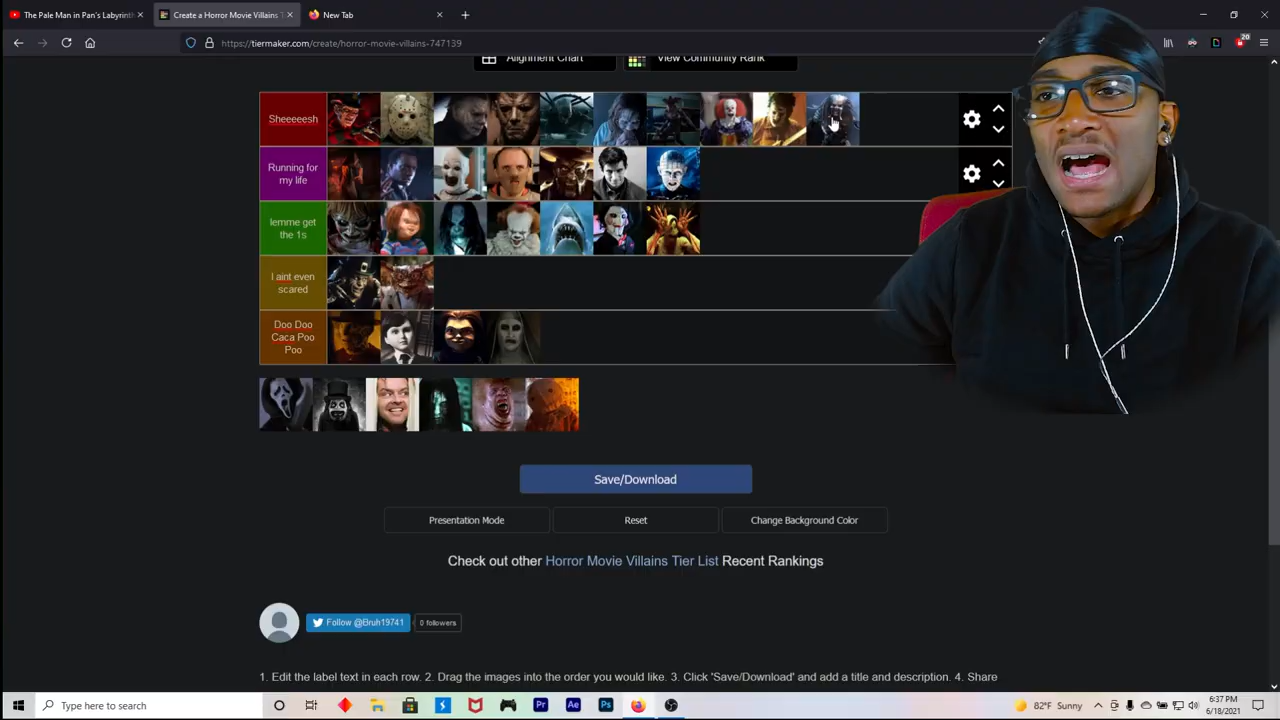 The Pale Man in Pan's Labyrinth
Create a Horror Movie Villains T
New Tab
https://tiermaker.com/create/horror-movie-villains-747139
20
Alignment Chart
View Community Rank
Sheeeeesh
Running for
my life
lemme get
the 1s
I aint even
scared
Doo Doo
Caca Poo
Poo
Save/Download
Presentation Mode
Reset
Change Background Color
Check out other Horror Movie Villains Tier List Recent Rankings
Follow @Bruh19741
0 followers
1. Edit the label text in each row. 2. Drag the images into the order you would like. 3. Click 'Save/Download' and add a title and description. 4. Share
Type here to search
Pr
Ae
Ps
82°F Sunny
6:37 PM
6/18/2021